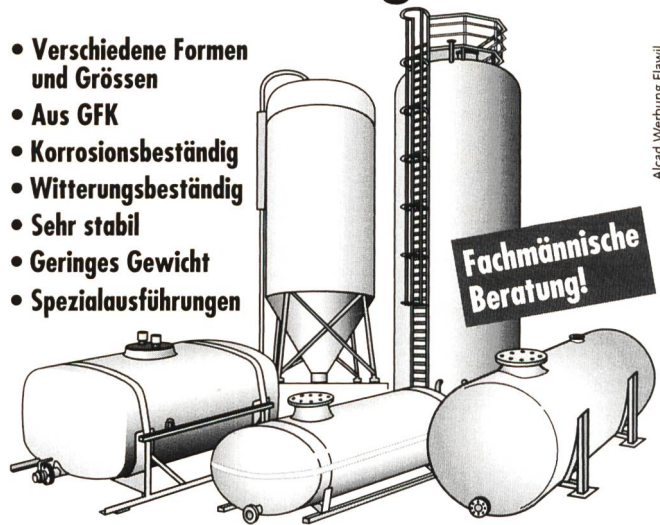 • Verschiedene Formen
und Grössen
• Aus GFK
• Korrosionsbeständig
• Witterungsbeständig
• Sehr stabil
• Geringes Gewicht
• Spezialausführungen
Fachmännische
Beratung!
Alcad Werbung Flawil